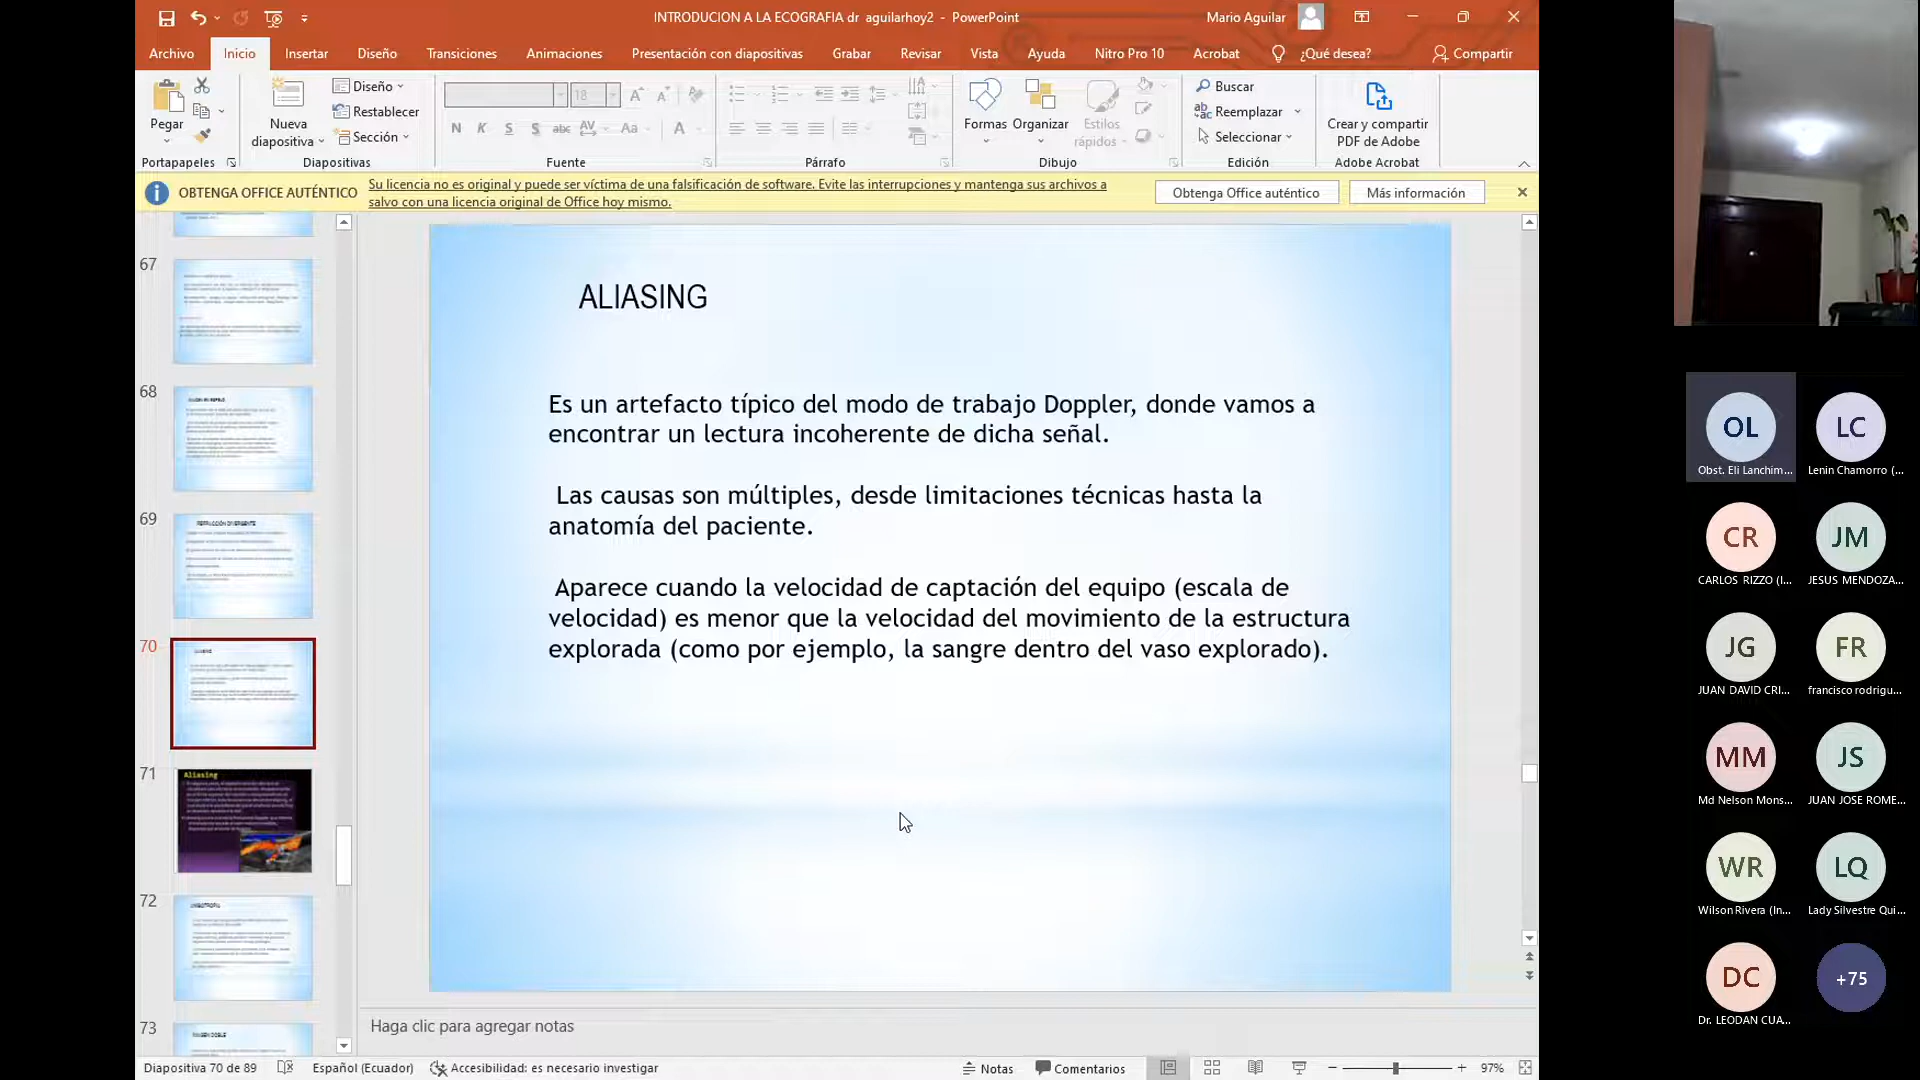 INTRODUCION A LA ECOGRAFIA dr aguilarhoy2 - PowerPoint
Mario Aguilar
Archivo Inicio Insertar Diseño Transiciones Animaciones Presentación con diapositivas Grabar Revisar Vista Ayuda Nitro Pro 10 Acrobat ¿Qué desea? Compartir
Pegar
Nueva
diapositiva
Diseño
Restablecer
Sección
18
N K S S abc AV Aa A
Formas
Organizar
Estilos
rápidos
Buscar
Reemplazar
Seleccionar
Crear y compartir
PDF de Adobe
Portapapeles Diapositivas Fuente Párrafo Dibujo Edición Adobe Acrobat
OBTENGA OFFICE AUTÉNTICO
Su licencia no es original y puede ser víctima de una falsificación de software. Evite las interrupciones y mantenga sus archivos a
salvo con una licencia original de Office hoy mismo.
Obtenga Office auténtico
Más información
67
68
69
70
71
Aliasing
72
73
ALIASING
Es un artefacto típico del modo de trabajo Doppler, donde vamos a
encontrar un lectura incoherente de dicha señal.
Las causas son múltiples, desde limitaciones técnicas hasta la
anatomía del paciente.
Aparece cuando la velocidad de captación del equipo (escala de
velocidad) es menor que la velocidad del movimiento de la estructura
explorada (como por ejemplo, la sangre dentro del vaso explorado).
Haga clic para agregar notas
Diapositiva 70 de 89
Español (Ecuador)
Accesibilidad: es necesario investigar
Notas
Comentarios
97%
OL
Obst. Eli Lanchim...
LC
Lenin Chamorro (...
CR
CARLOS RIZZO (I...
JM
JESUS MENDOZA...
JG
JUAN DAVID CRI...
FR
francisco rodrigu...
MM
Md Nelson Mons...
JS
JUAN JOSE ROME...
WR
Wilson Rivera (In...
LQ
Lady Silvestre Qui...
DC
Dr. LEODAN CUA...
+75